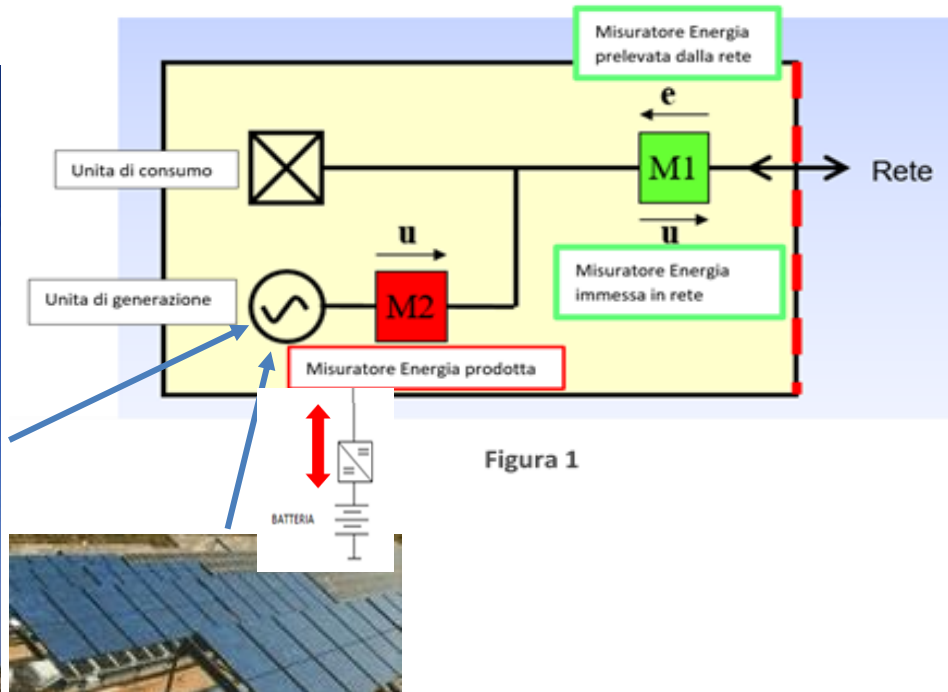 Misuratore Energia
prelevata dalla rete
e
Unita di consumo
M1
Rete
u
u
Misuratore Energia
immessa in rete
Unita di generazione
M2
Misuratore Energia prodotta
Figura 1
BATTERIA